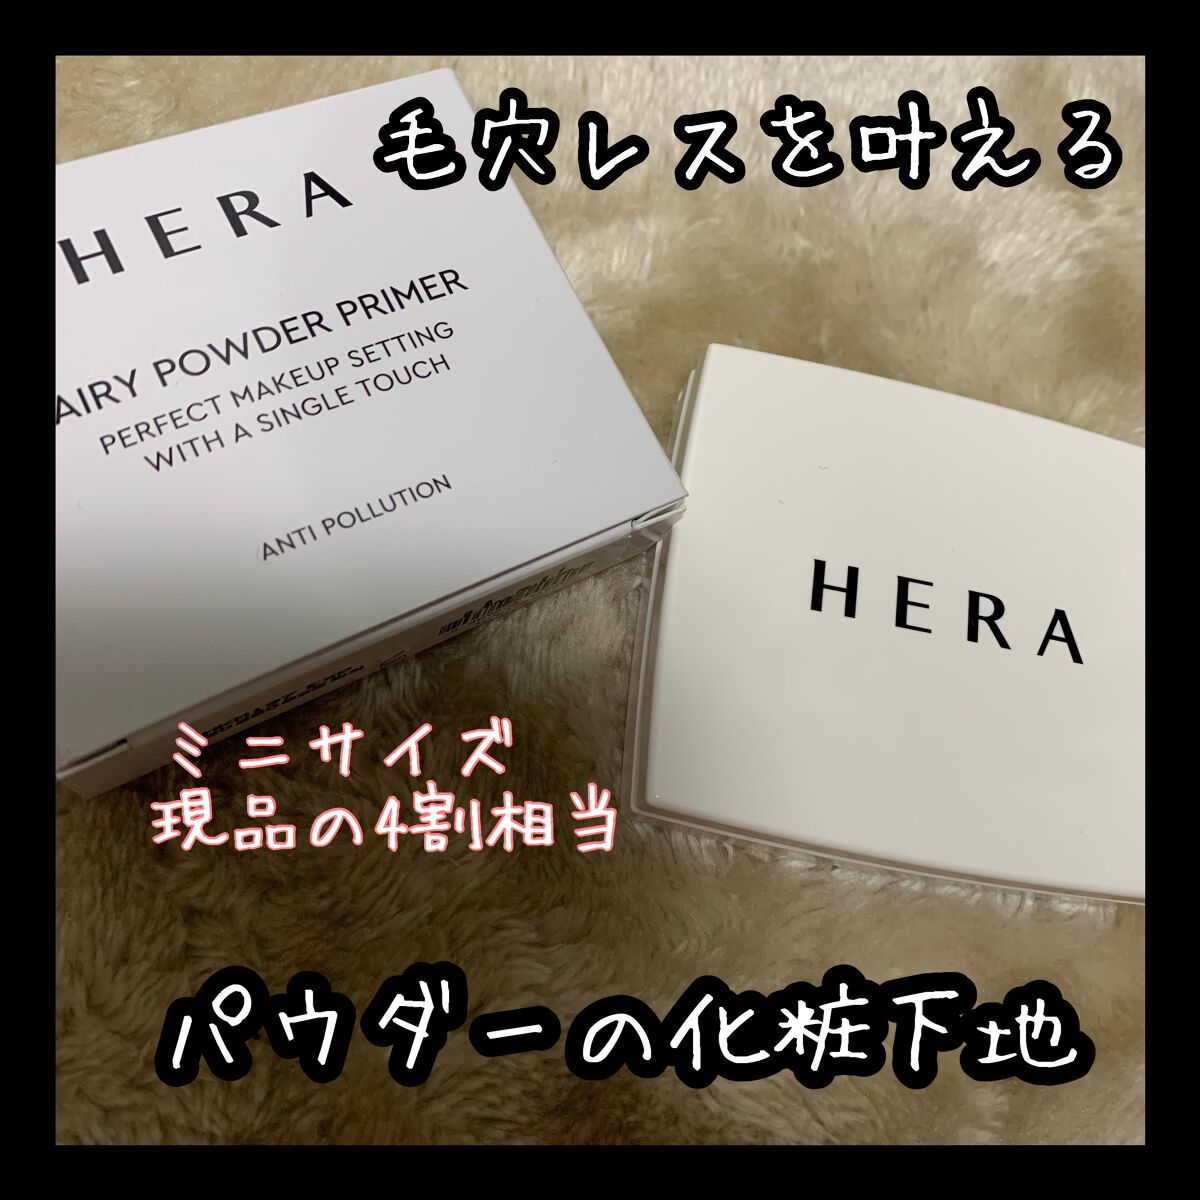 毛穴レスを叶える
HERA
AIRY POWDER PRIMER
PERFECT MAKEUP SETTING
WITH A SINGLE TOUCH
ANTI POLLUTION
HERA
ミニサイズ
現品の4割相当
パウダーの化粧下地